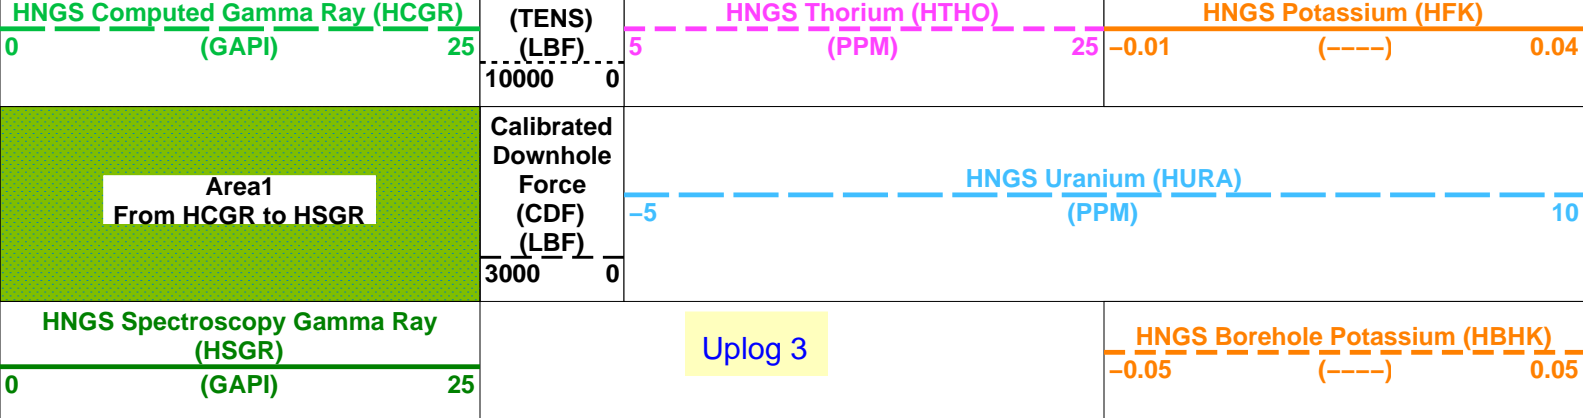 HNGS Computed Gamma Ray (HCGR)
0 (GAPI) 25
(TENS)
(LBF)
10000 0
HNGS Thorium (HTHO)
5 (PPM) 25
HNGS Potassium (HFK)
−0.01 (−−−−) 0.04
Area1
From HCGR to HSGR
Calibrated
Downhole
Force
(CDF)
(LBF)
3000 0
HNGS Uranium (HURA)
−5 (PPM) 10
HNGS Spectroscopy Gamma Ray
(HSGR)
0 (GAPI) 25
Uplog 3
HNGS Borehole Potassium (HBHK)
−0.05 (−−−−) 0.05